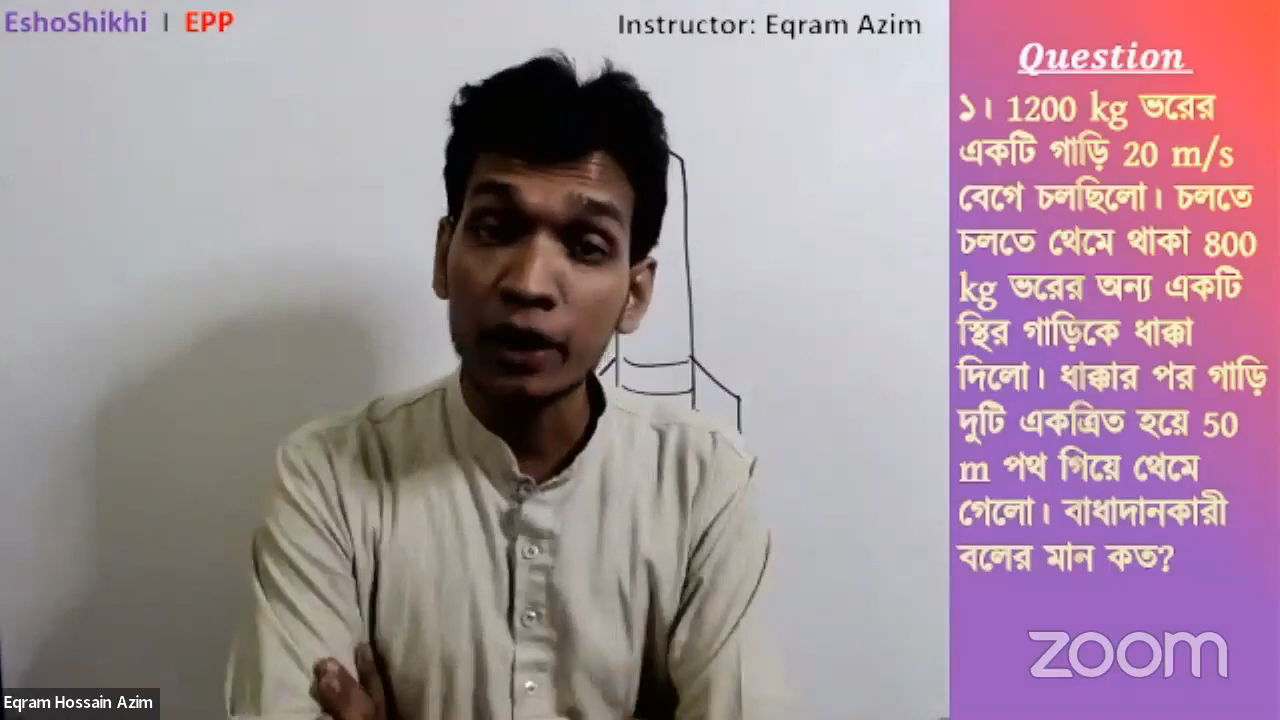 EshoShikhi | EPP
Instructor: Eqram Azim
Question
১। 1200 kg ভরের
একটি গাড়ি 20 m/s
বেগে চলছিলো। চলতে
চলতে থেমে থাকা 800
kg ভরের অন্য একটি
স্থির গাড়িকে ধাক্কা
দিলো। ধাক্কার পর গাড়ি
দুটি একত্রিত হয়ে 50
m পথ গিয়ে থেমে
গেলো। বাধাদানকারী
বলের মান কত?
zoom
Eqram Hossain Azim